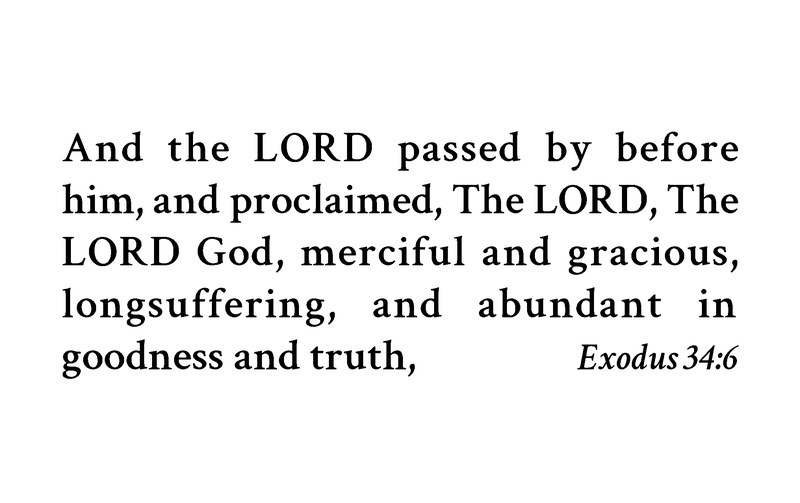 And the LORD passed by before
him, and proclaimed, The LORD, The
LORD God, merciful and gracious,
longsuffering, and abundant in
goodness and truth, Exodus 34:6